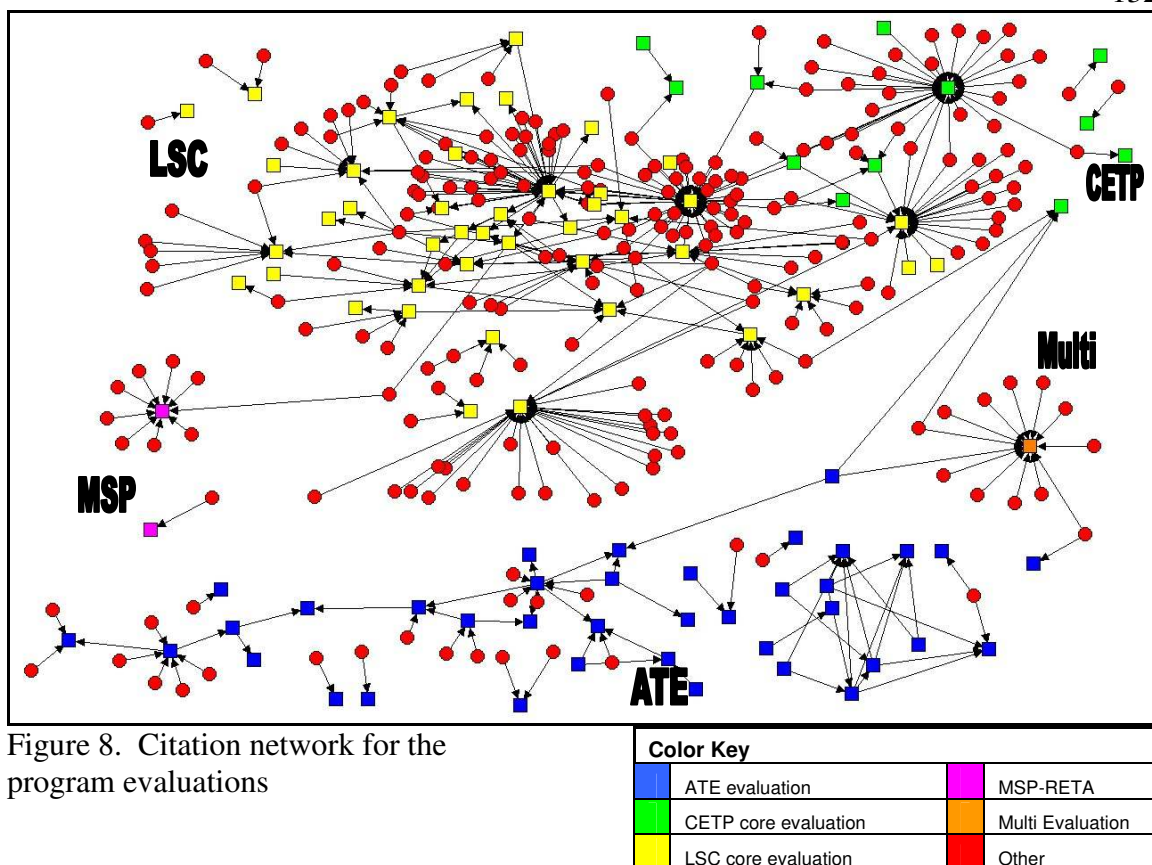 LSC
CETP
Multi
MSP
ATE
Figure 8. Citation network for the
program evaluations
Color Key
ATE evaluation
MSP-RETA
CETP core evaluation
Multi Evaluation
LSC core evaluation
Other